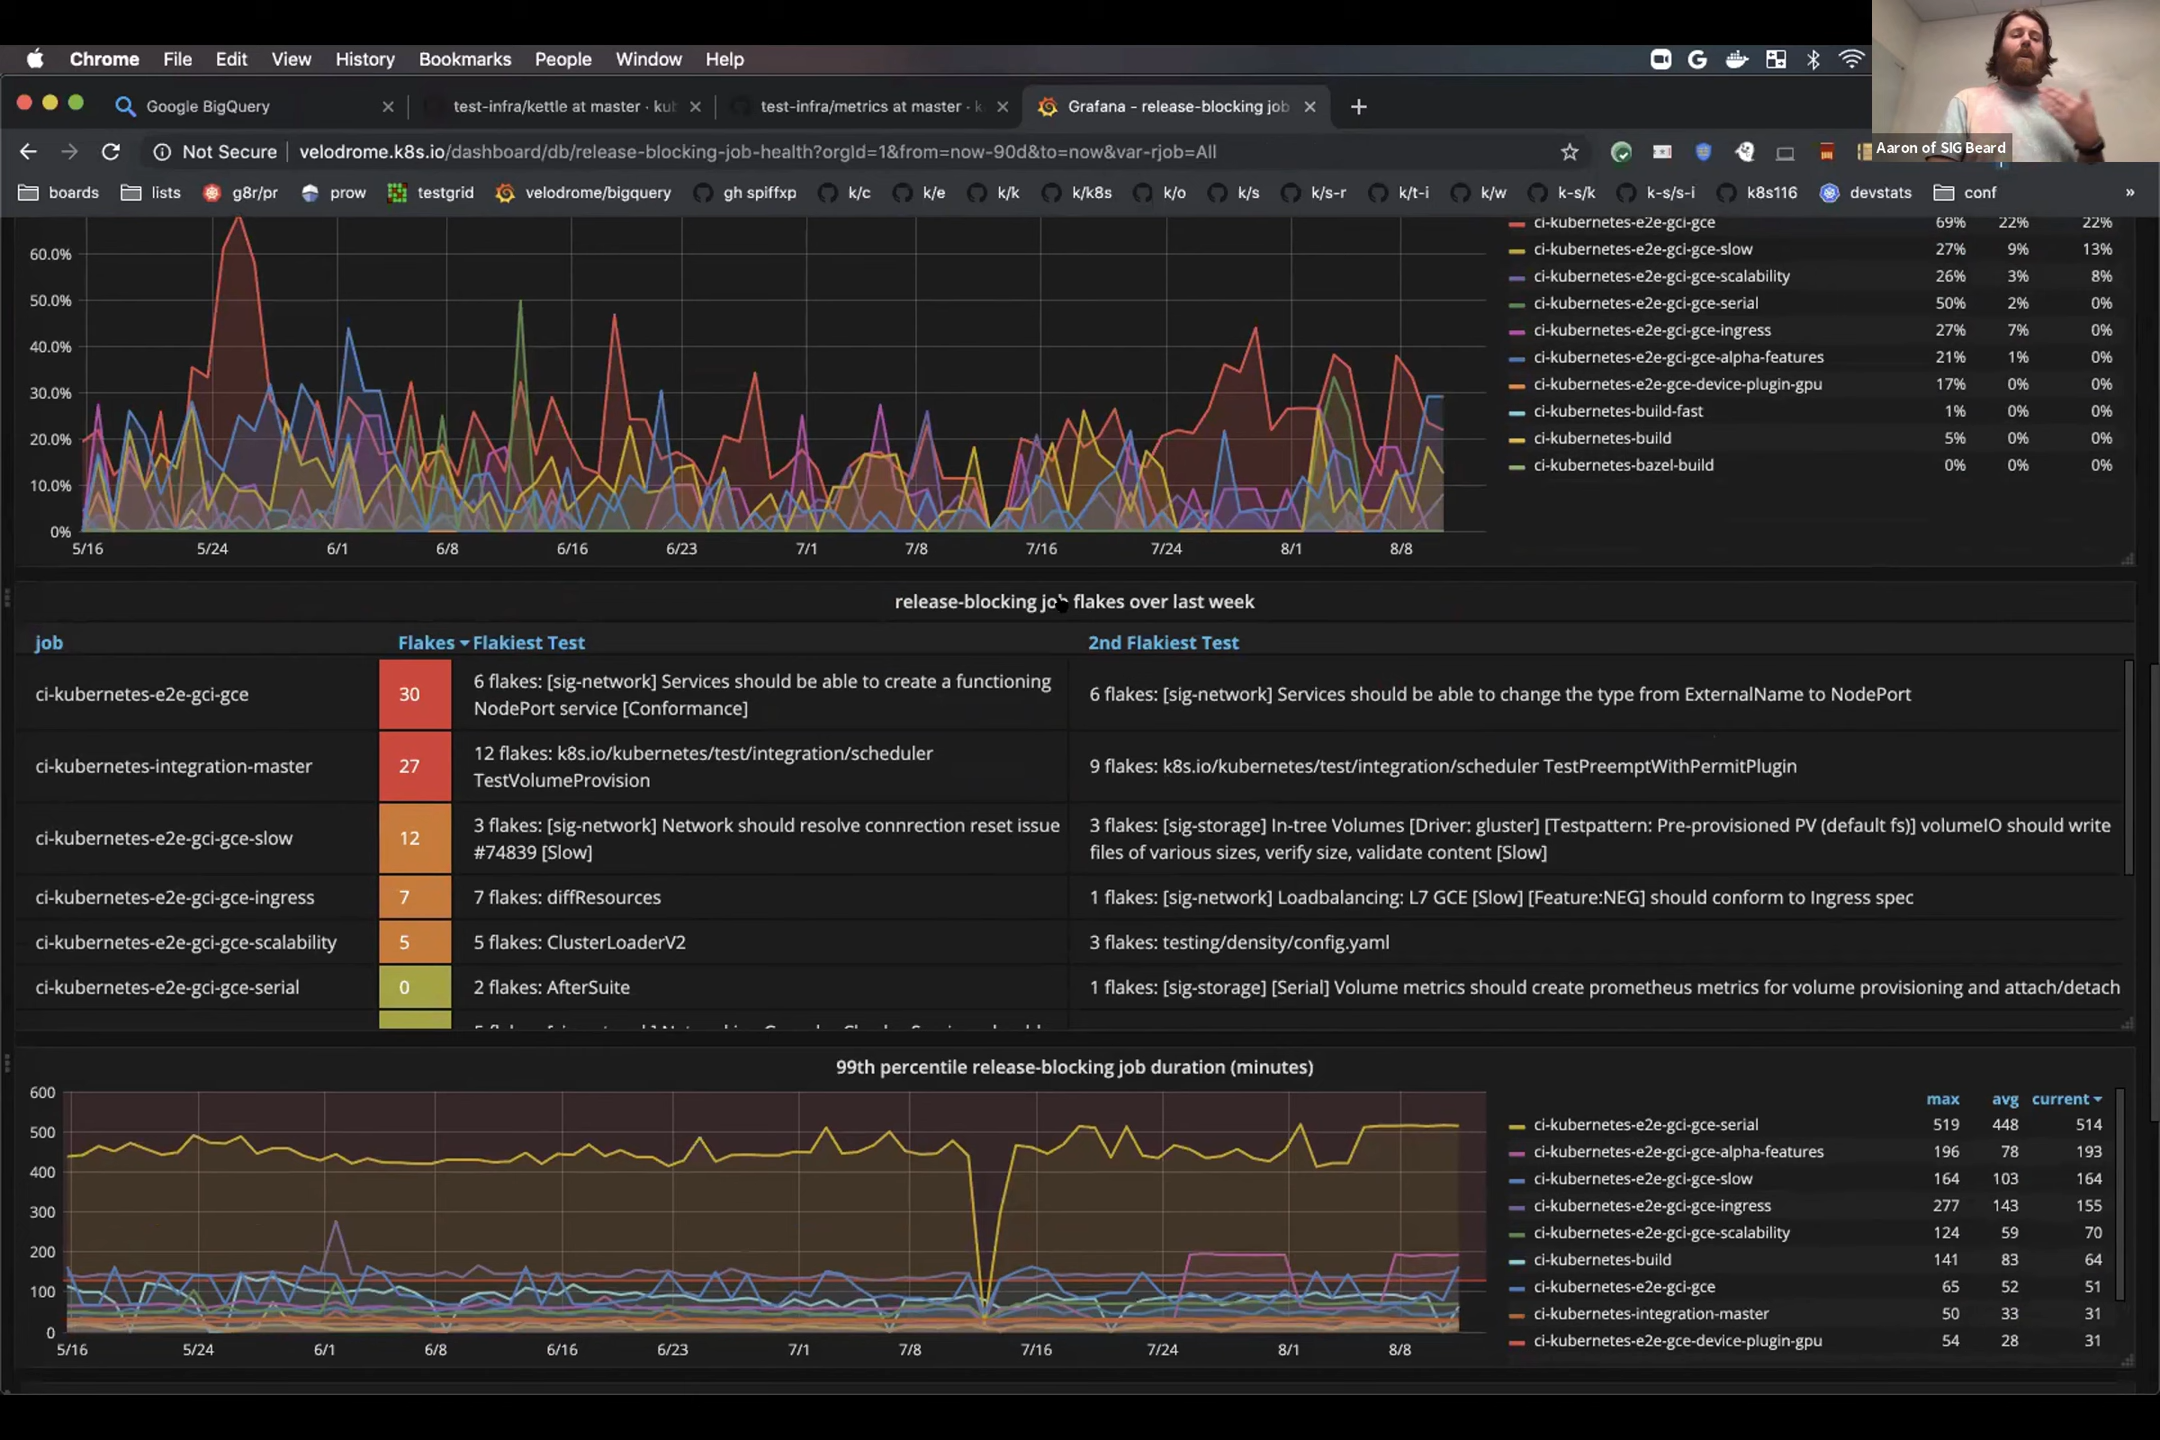 Chrome File Edit View History Bookmarks People Window Help
Google BigQuery
test-infra/kettle at master · kub
test-infra/metrics at master · k
Grafana - release-blocking job
Not Secure velodrome.k8s.io/dashboard/db/release-blocking-job-health?orgId=1&from=now-90d&to=now&var-rjob=All
Aaron of SIG Beard
boards lists g8r/pr prow testgrid velodrome/bigquery gh spiffxp k/c k/e k/k k/k8s k/o k/s k/s-r k/t-i k/w k-s/k k-s/s-i k8s116 devstats conf »
60.0%
50.0%
40.0%
30.0%
20.0%
10.0%
0%
5/16 5/24 6/1 6/8 6/16 6/23 7/1 7/8 7/16 7/24 8/1 8/8
ci-kubernetes-e2e-gci-gce 69% 22% 22%
ci-kubernetes-e2e-gci-gce-slow 27% 9% 13%
ci-kubernetes-e2e-gci-gce-scalability 26% 3% 8%
ci-kubernetes-e2e-gci-gce-serial 50% 2% 0%
ci-kubernetes-e2e-gci-gce-ingress 27% 7% 0%
ci-kubernetes-e2e-gci-gce-alpha-features 21% 1% 0%
ci-kubernetes-e2e-gce-device-plugin-gpu 17% 0% 0%
ci-kubernetes-build-fast 1% 0% 0%
ci-kubernetes-build 5% 0% 0%
ci-kubernetes-bazel-build 0% 0% 0%
release-blocking job flakes over last week
job Flakes Flakiest Test 2nd Flakiest Test
ci-kubernetes-e2e-gci-gce 30
6 flakes: [sig-network] Services should be able to create a functioning
NodePort service [Conformance]
6 flakes: [sig-network] Services should be able to change the type from ExternalName to NodePort
ci-kubernetes-integration-master 27
12 flakes: k8s.io/kubernetes/test/integration/scheduler
TestVolumeProvision
9 flakes: k8s.io/kubernetes/test/integration/scheduler TestPreemptWithPermitPlugin
ci-kubernetes-e2e-gci-gce-slow 12
3 flakes: [sig-network] Network should resolve connrection reset issue
#74839 [Slow]
3 flakes: [sig-storage] In-tree Volumes [Driver: gluster] [Testpattern: Pre-provisioned PV (default fs)] volumeIO should write
files of various sizes, verify size, validate content [Slow]
ci-kubernetes-e2e-gci-gce-ingress 7 7 flakes: diffResources 1 flakes: [sig-network] Loadbalancing: L7 GCE [Slow] [Feature:NEG] should conform to Ingress spec
ci-kubernetes-e2e-gci-gce-scalability 5 5 flakes: ClusterLoaderV2 3 flakes: testing/density/config.yaml
ci-kubernetes-e2e-gci-gce-serial 0 2 flakes: AfterSuite 1 flakes: [sig-storage] [Serial] Volume metrics should create prometheus metrics for volume provisioning and attach/detach
99th percentile release-blocking job duration (minutes)
600
500
400
300
200
100
0
5/16 5/24 6/1 6/8 6/16 6/23 7/1 7/8 7/16 7/24 8/1 8/8
max avg current
ci-kubernetes-e2e-gci-gce-serial 519 448 514
ci-kubernetes-e2e-gci-gce-alpha-features 196 78 193
ci-kubernetes-e2e-gci-gce-slow 164 103 164
ci-kubernetes-e2e-gci-gce-ingress 277 143 155
ci-kubernetes-e2e-gci-gce-scalability 124 59 70
ci-kubernetes-build 141 83 64
ci-kubernetes-e2e-gci-gce 65 52 51
ci-kubernetes-integration-master 50 33 31
ci-kubernetes-e2e-gce-device-plugin-gpu 54 28 31